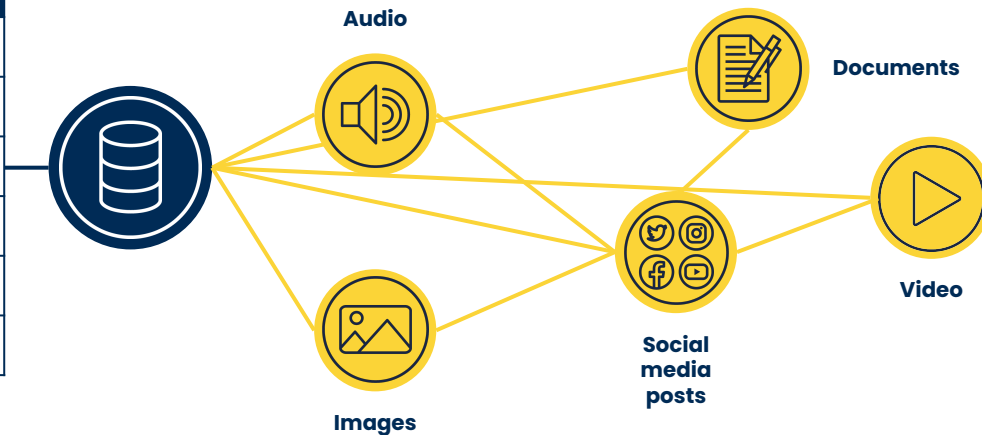 Audio
Documents
Video
Social
media
posts
Images